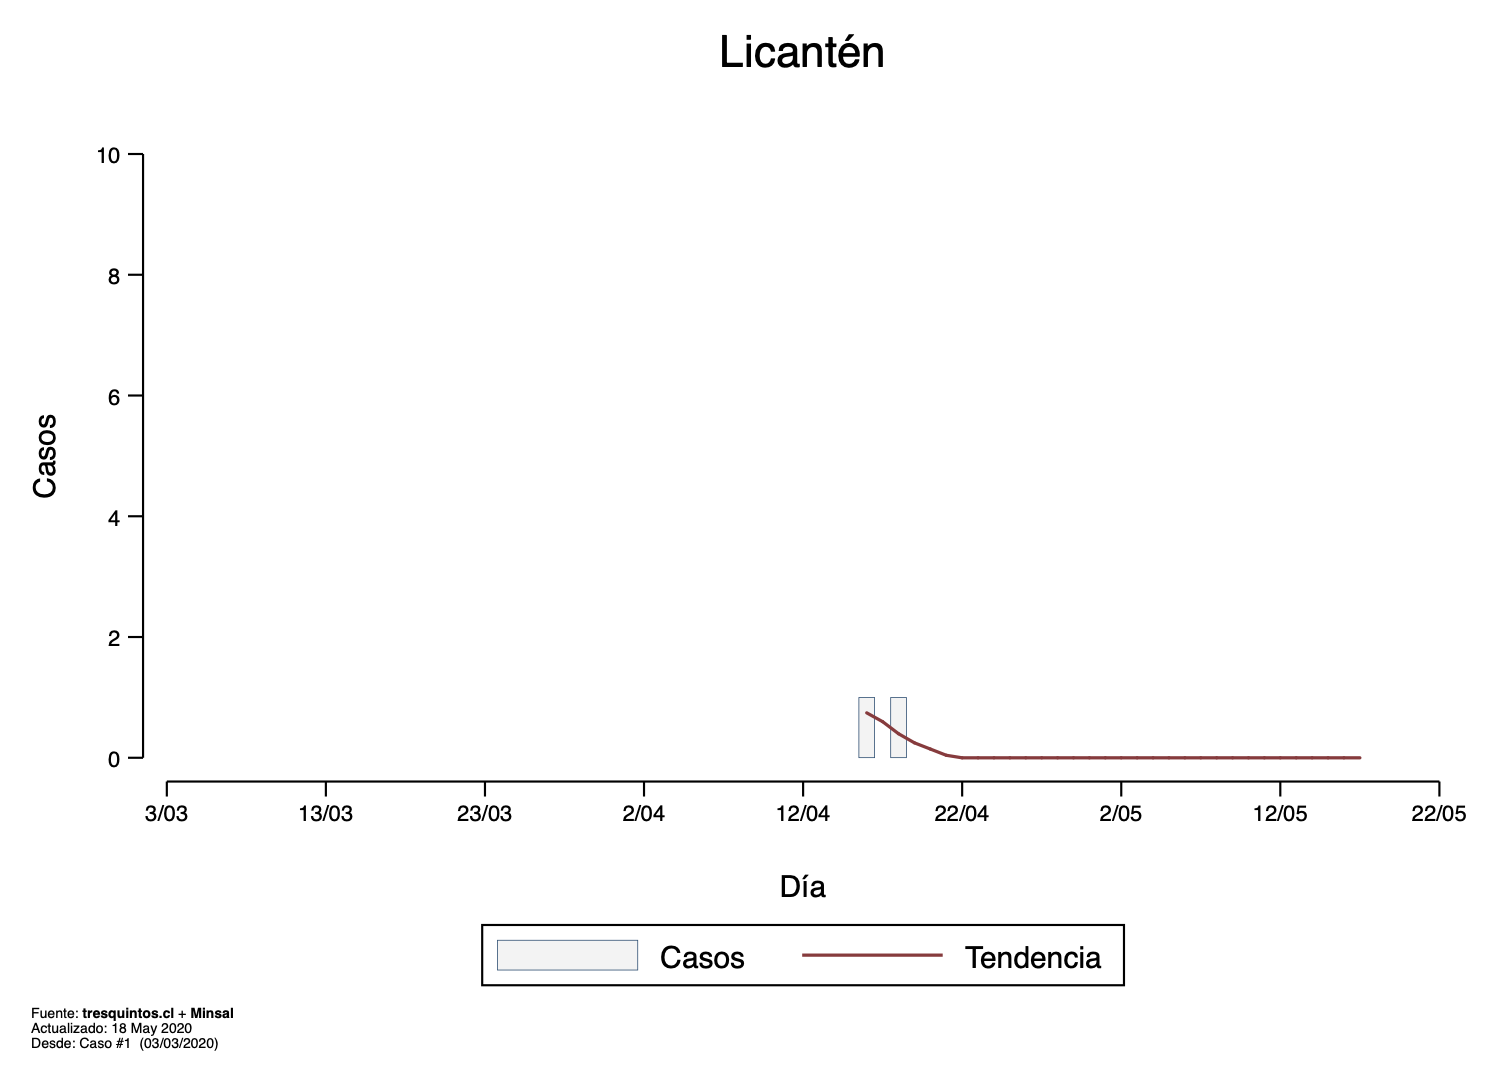 Licantén
10
8
6
4
2
0
Casos
3/03 13/03 23/03 2/04 12/04 22/04 2/05 12/05 22/05
Día
Casos Tendencia
Fuente: tresquintos.cl + Minsal
Actualizado: 18 May 2020
Desde: Caso #1 (03/03/2020)